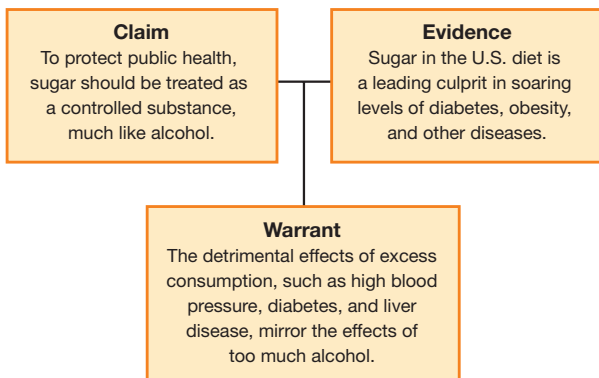 Claim
To protect public health,
sugar should be treated as
a controlled substance,
much like alcohol.
Evidence
Sugar in the U.S. diet is
a leading culprit in soaring
levels of diabetes, obesity,
and other diseases.
Warrant
The detrimental effects of excess
consumption, such as high blood
pressure, diabetes, and liver
disease, mirror the effects of
too much alcohol.